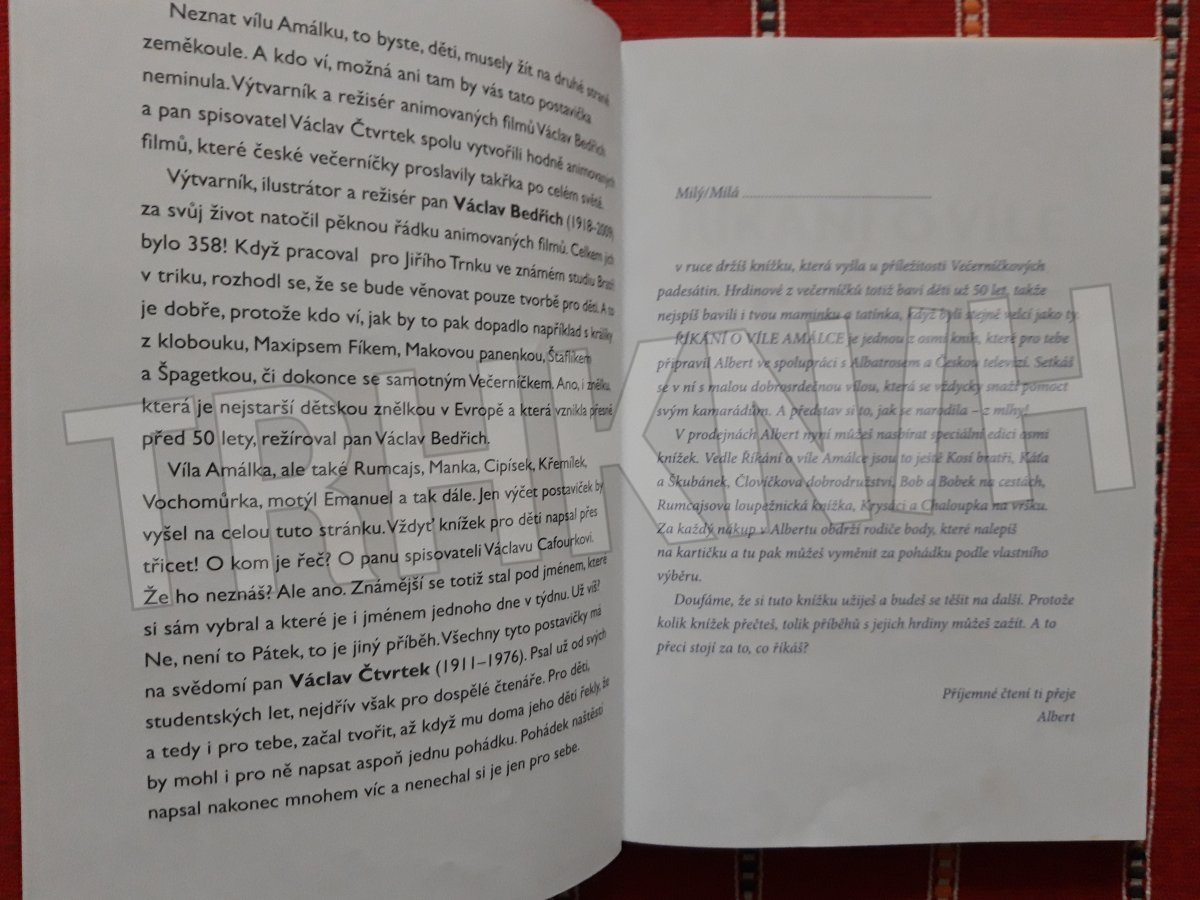 Neznat vílu Amálku, to byste, děti, musely žít na druhé straně
zeměkoule. A kdo ví, možná ani tam by vás tato postavička
neminula. Výtvarník a režisér animovaných filmů Václav Bedřich
a pan spisovatel Václav Čtvrtek spolu vytvořili hodně animovaných
filmů, které české večerníčky proslavily takřka po celém světě.
Výtvarník, ilustrátor a režisér pan Václav Bedřich (1918–2009)
za svůj život natočil pěknou řádku animovaných filmů. Celkem jich
bylo 358! Když pracoval pro Jiřího Trnku ve známém studiu Bratři
v triku, rozhodl se, že se bude věnovat pouze tvorbě pro děti. A to
je dobře, protože kdo ví, jak by to pak dopadlo například s králíky
z klobouku, Maxipsem Fíkem, Makovou panenkou, Štaflíkem
a Špagetkou, či dokonce se samotným Večerníčkem. Ano, i znělku,
která je nejstarší dětskou znělkou v Evropě a která vznikla přesně
před 50 lety, režíroval pan Václav Bedřich.
Víla Amálka, ale také Rumcajs, Manka, Cipísek, Křemílek,
Vochomůrka, motýl Emanuel a tak dále. Jen výčet postaviček by
vyšel na celou tuto stránku. Vždyť knížek pro děti napsal přes
třicet! O kom je řeč? O panu spisovateli Václavu Cafourkovi.
Že ho neznáš? Ale ano. Známější se totiž stal pod jménem, které
si sám vybral a které je i jménem jednoho dne v týdnu. Už víš?
Ne, není to Pátek, to je jiný příběh. Všechny tyto postavičky má
na svědomí pan Václav Čtvrtek (1911–1976). Psal už od svých
studentských let, nejdřív však pro dospělé čtenáře. Pro děti,
a tedy i pro tebe, začal tvořit, až když mu doma jeho děti řekly, že
by mohl i pro ně napsat aspoň jednu pohádku. Pohádek naštěstí
napsal nakonec mnohem víc a nenechal si je jen pro sebe.
Milý/Milá ........................................
v ruce držíš knížku, která vyšla u příležitosti Večerníčkových
padesátin. Hrdinové z večerníčků totiž baví děti už 50 let, takže
nejspíš bavili i tvou maminku a tatínka, když byli stejně velcí jako ty.
ŘÍKÁNÍ O VÍLE AMÁLCE je jednou z osmi knih, které pro tebe
připravil Albert ve spolupráci s Albatrosem a Českou televizí. Setkáš
se v ní s malou dobrosrdečnou vílou, která se vždycky snaží pomoct
svým kamarádům. A představ si to, jak se narodila – z mlhy!
V prodejnách Albert nyní můžeš nasbírat speciální edici osmi
knížek. Vedle Říkání o víle Amálce jsou to ještě Kosí bratři, Káťa
a Škubánek, Človíčkova dobrodružství, Bob a Bobek na cestách,
Rumcajsova loupežnická knížka, Krysáci a Chaloupka na vršku.
Za každý nákup v Albertu obdrží rodiče body, které nalepíš
na kartičku a tu pak můžeš vyměnit za pohádku podle vlastního
výběru.
Doufáme, že si tuto knížku užiješ a budeš se těšit na další. Protože
kolik knížek přečteš, tolik příběhů s jejich hrdiny můžeš zažít. A to
přeci stojí za to, co říkáš?
Příjemné čtení ti přeje
Albert
TRHKNIH